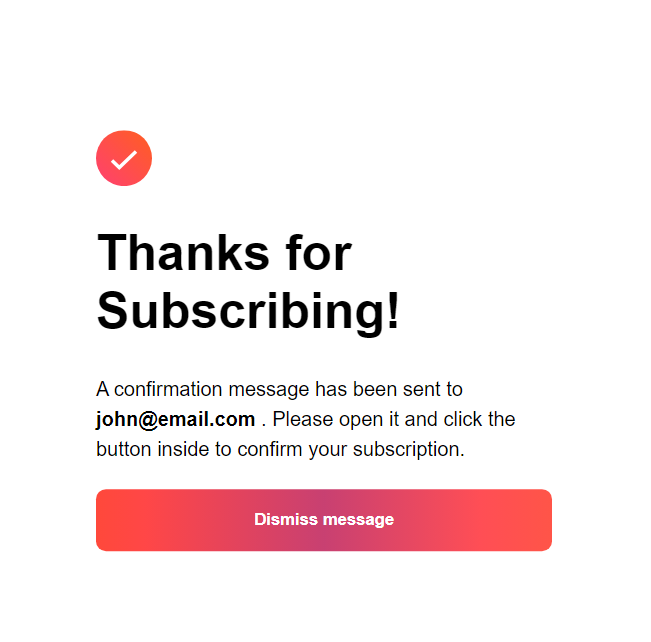 Thanks for
Subscribing!
A confirmation message has been sent to
john@email.com . Please open it and click the
button inside to confirm your subscription.
Dismiss message